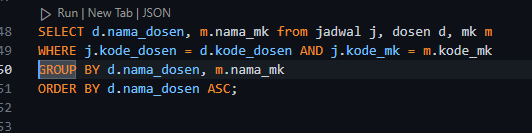 Run | New Tab | JSON
48 SELECT d.nama_dosen, m.nama_mk from jadwal j, dosen d, mk m
49 WHERE j.kode_dosen = d.kode_dosen AND j.kode_mk = m.kode_mk
50 GROUP BY d.nama_dosen, m.nama_mk
51 ORDER BY d.nama_dosen ASC;
52
53